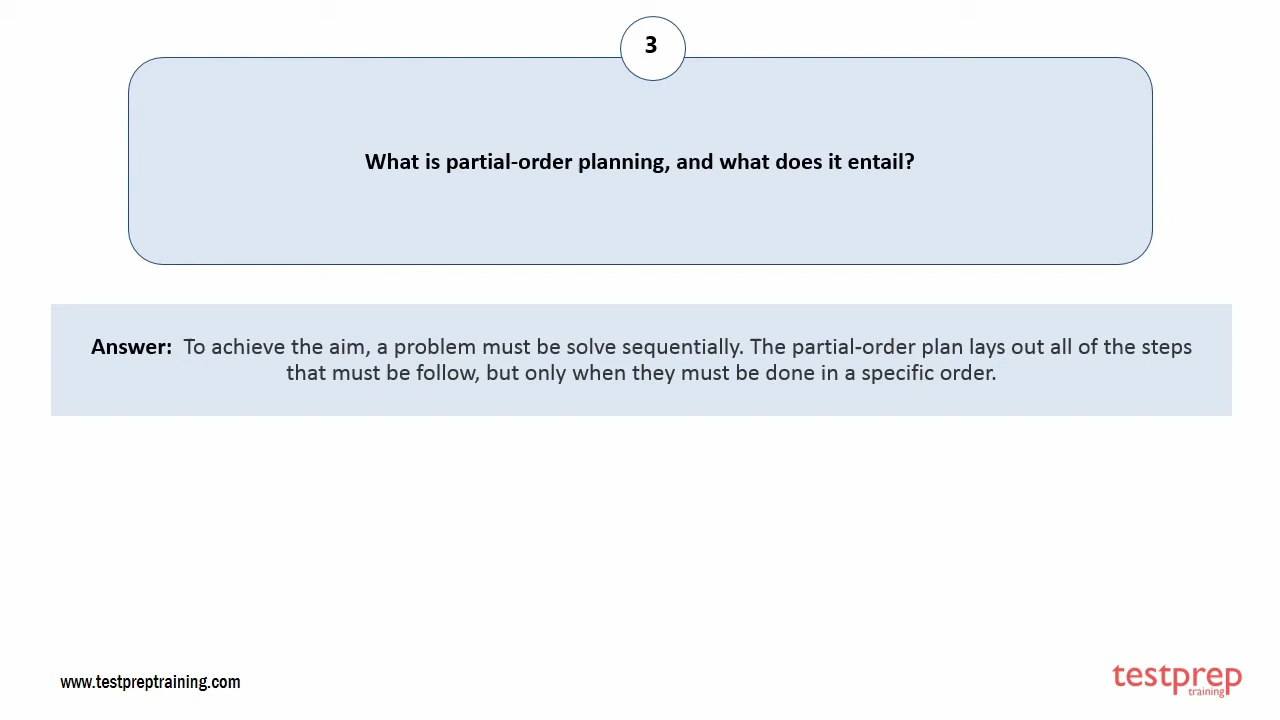 3
What is partial-order planning, and what does it entail?
Answer: To achieve the aim, a problem must be solve sequentially. The partial-order plan lays out all of the steps
that must be follow, but only when they must be done in a specific order.
www.testpreptraining.com
testprep
training